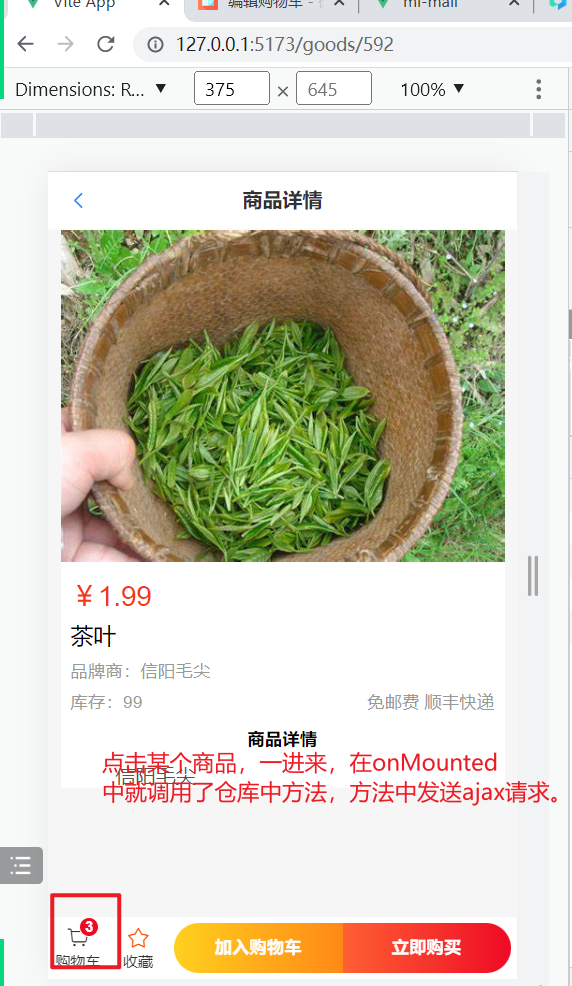 Vite App
编辑购物车 -
mi-mall
127.0.0.1:5173/goods/592
Dimensions: R... ▼ 375 × 645 100% ▼
商品详情
￥1.99
茶叶
品牌商：信阳毛尖
库存：99 免邮费 顺丰快递
商品详情
点击某个商品，一进来，在onMounted
信阳毛尖
中就调用了仓库中方法，方法中发送ajax请求。
3
购物车 收藏 加入购物车 立即购买